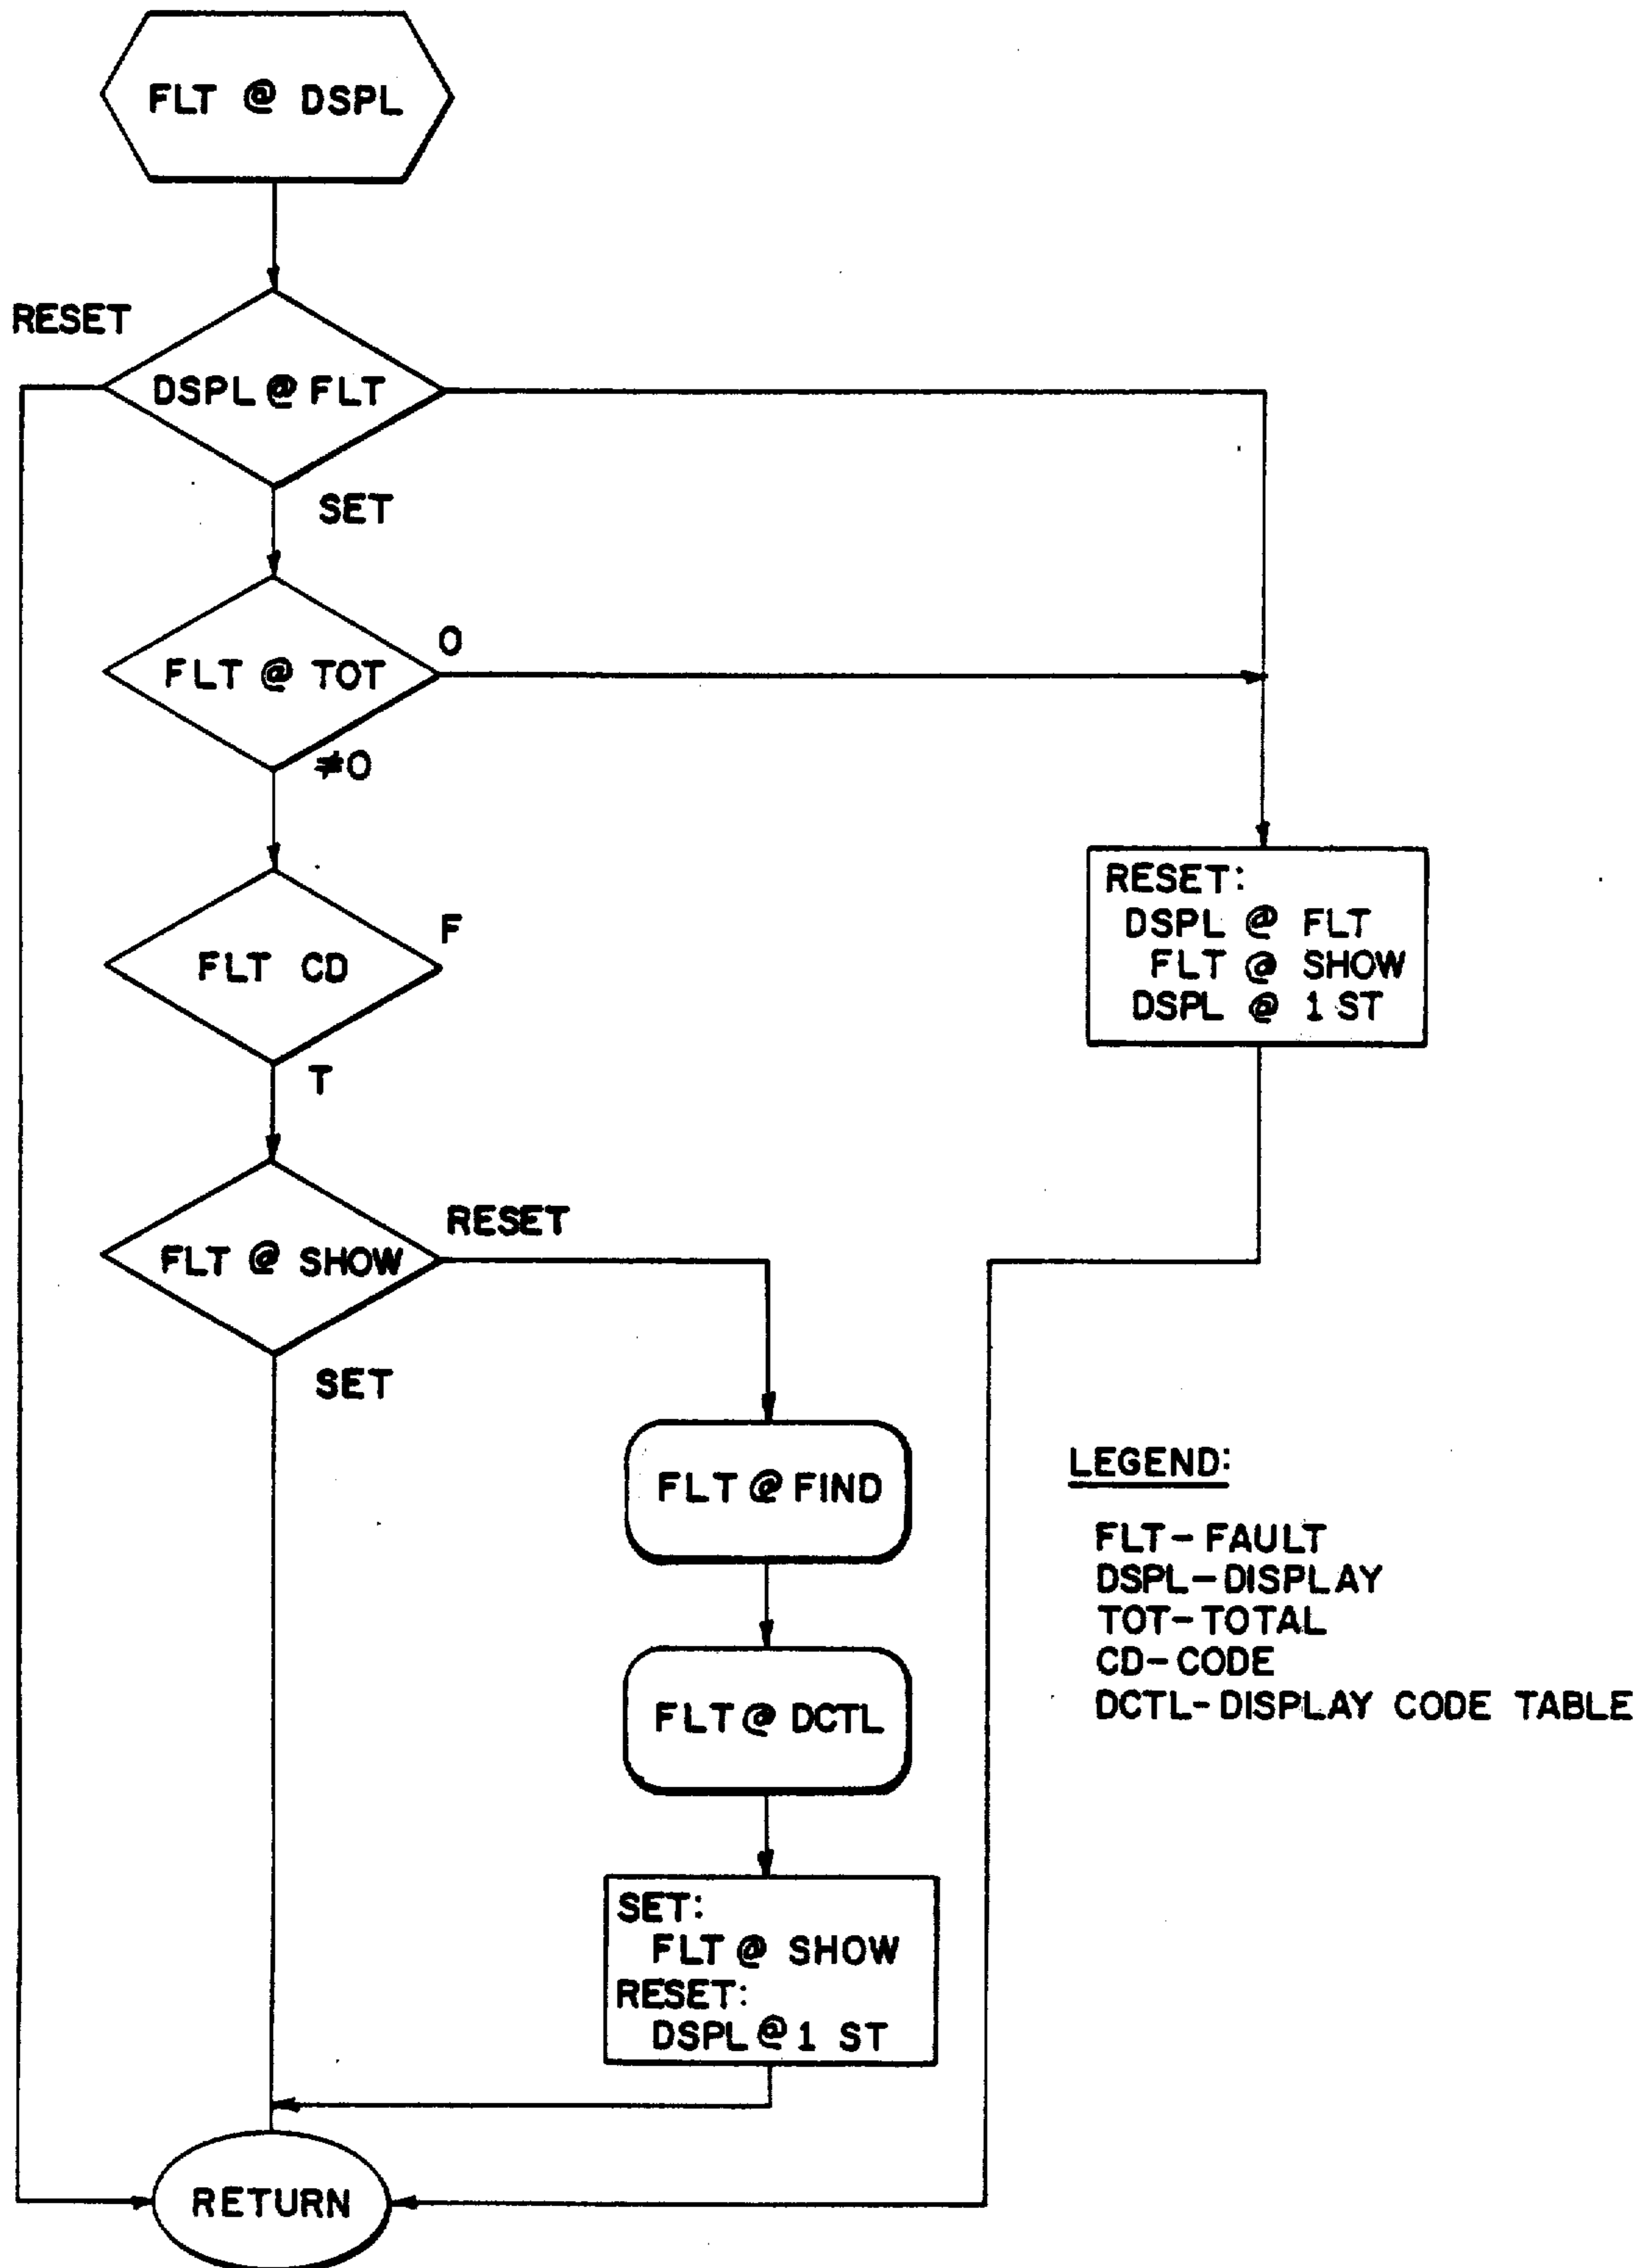 FLT @ DSPL
RESET
DSPL @ FLT
SET
FLT @ TOT
0
≠0
FLT CD
F
T
RESET:
DSPL @ FLT
FLT @ SHOW
DSPL @ 1 ST
FLT @ SHOW
RESET
SET
FLT @ FIND
FLT @ DCTL
SET:
FLT @ SHOW
RESET:
DSPL @ 1 ST
RETURN
LEGEND:
FLT-FAULT
DSPL-DISPLAY
TOT-TOTAL
CD-CODE
DCTL-DISPLAY CODE TABLE